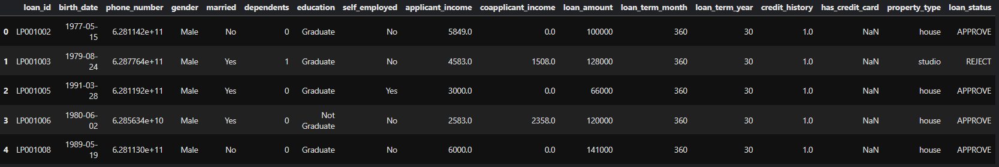 loan_id birth_date phone_number gender married dependents education self_employed applicant_income coapplicant_income loan_amount loan_term_month loan_term_year credit_history has_credit_card property_type loan_status
0 LP001002 1977-05-15 6.281142e+11 Male No 0 Graduate No 5849.0 0.0 100000 360 30 1.0 NaN house APPROVE
1 LP001003 1979-08-24 6.287764e+11 Male Yes 1 Graduate No 4583.0 1508.0 128000 360 30 1.0 NaN studio REJECT
2 LP001005 1991-03-28 6.281192e+11 Male Yes 0 Graduate Yes 3000.0 0.0 66000 360 30 1.0 NaN house APPROVE
3 LP001006 1980-06-02 6.285634e+10 Male Yes 0 Not Graduate No 2583.0 2358.0 120000 360 30 1.0 NaN house APPROVE
4 LP001008 1989-05-19 6.281130e+11 Male No 0 Graduate No 6000.0 0.0 141000 360 30 1.0 NaN house APPROVE